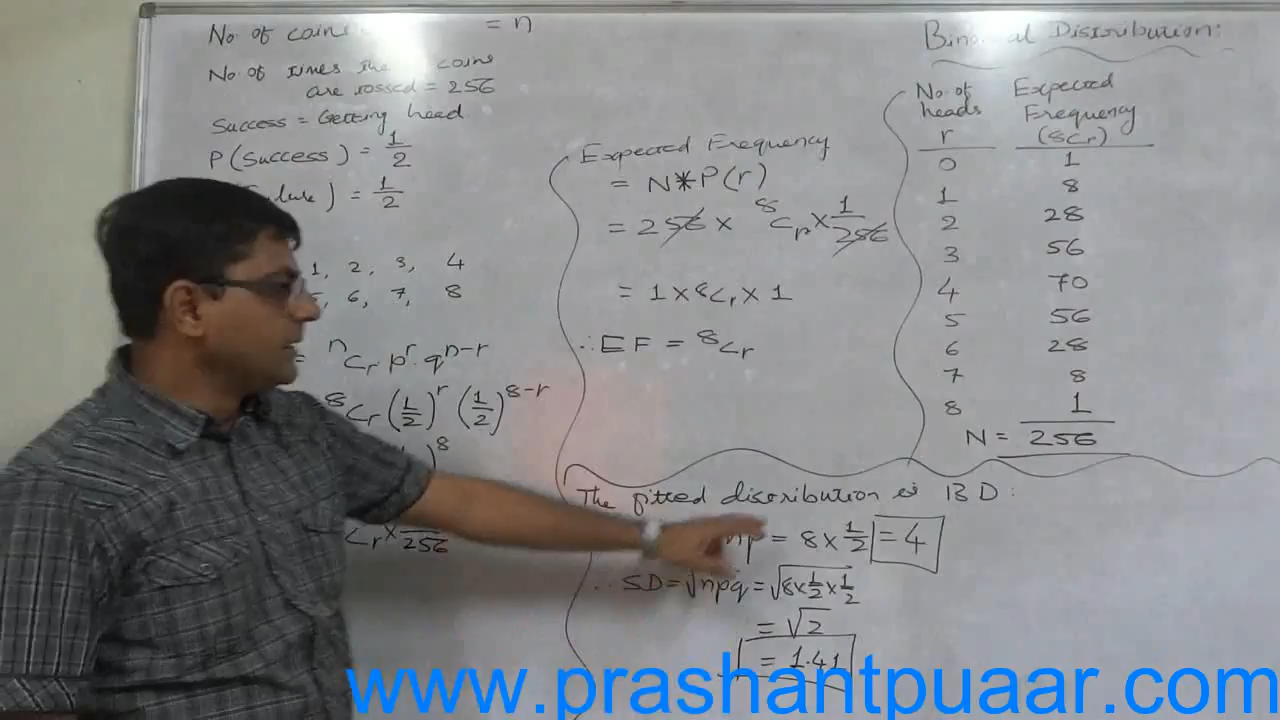 No. of coins = n
No. of times the coins
are tossed = 256
Success = Getting head
P(Success) = 1/2
) = 1/2
1, 2, 3, 4
6, 7, 8
= nCr · p^r · q^(n-r)
8Cr (1/2)^r (1/2)^(8-r)
)^8
Cr × 1/256
Expected Frequency
= N*P(r)
= 256 × 8Cr × 1/256
= 1 × 8Cr × 1
∴ EF = 8Cr
Distribution:
No. of heads r Expected Frequency (8Cr)
0 1
1 8
2 28
3 56
4 70
5 56
6 28
7 8
8 1
N = 256
The fitted distribution is BD:
np = 8 × 1/2 = 4
∴ SD = √npq = √8×1/2×1/2
= √2
= 1.41
www.prashantpuaar.com